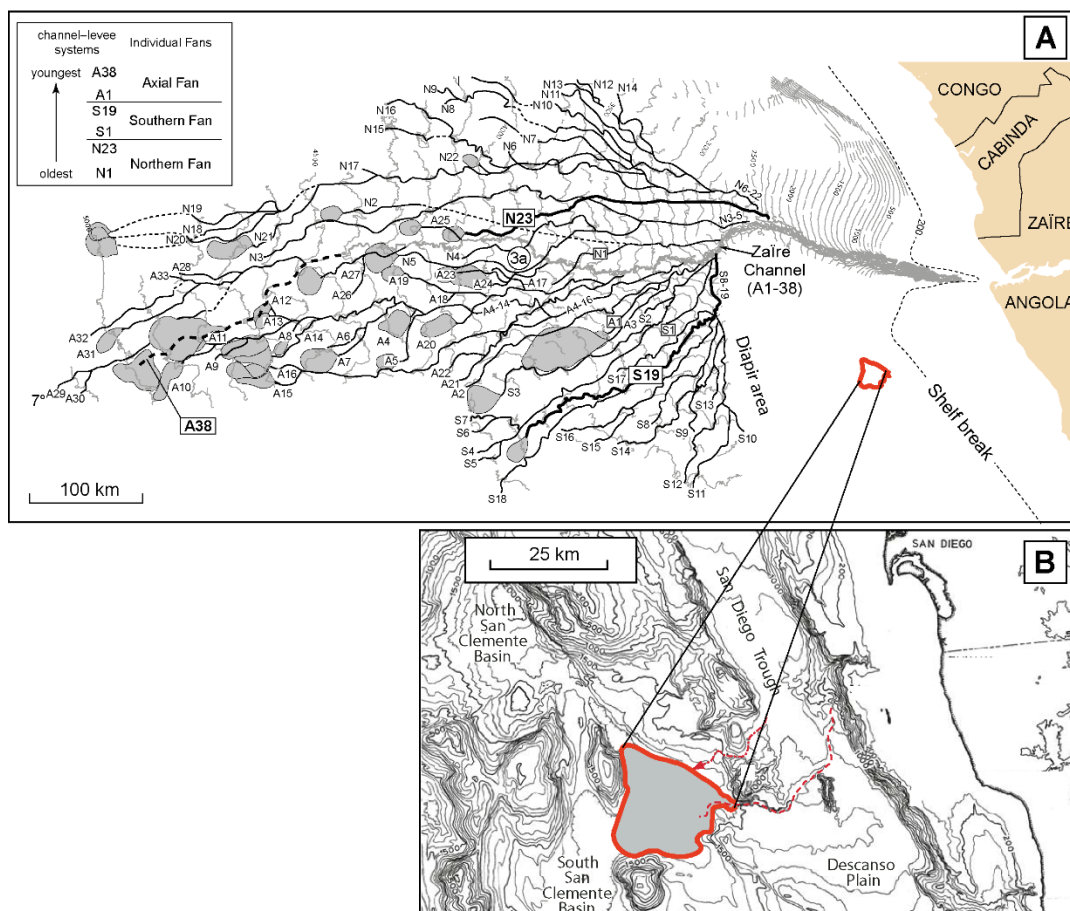 A
channel–levee systems
Individual Fans
youngest
A38
A1
Axial Fan
S19
S1
Southern Fan
N23
N1
Northern Fan
oldest
CONGO
CABINDA
ZAÏRE
ANGOLA
N9
N8
N16
N15
N13
N12
N11
N10
N14
N7
N6
N22
N17
N2
N19
N18
N20
N21
N3
A25
N23
N4
3a
N1
N6-22
N3-5
200
Zaïre
Channel
(A1-38)
A28
A33
A27
N5
A19
A23
A24
A17
A18
A26
A12
A13
A4-14
A4-16
S8-19
S2
A1
A3
S1
A32
A31
A11
A8
A14
A6
A4
A20
A9
A7
A5
A22
A21
A2
S3
S17
S19
Diapir area
7°
A29
A30
A10
A16
A15
A38
S7
S6
S4
S5
S16
S15
S14
S8
S9
S13
S10
S12
S11
S18
Shelf break
100 km
B
25 km
SAN DIEGO
San Diego Trough
North
San
Clemente
Basin
South
San
Clemente
Basin
Descanso
Plain